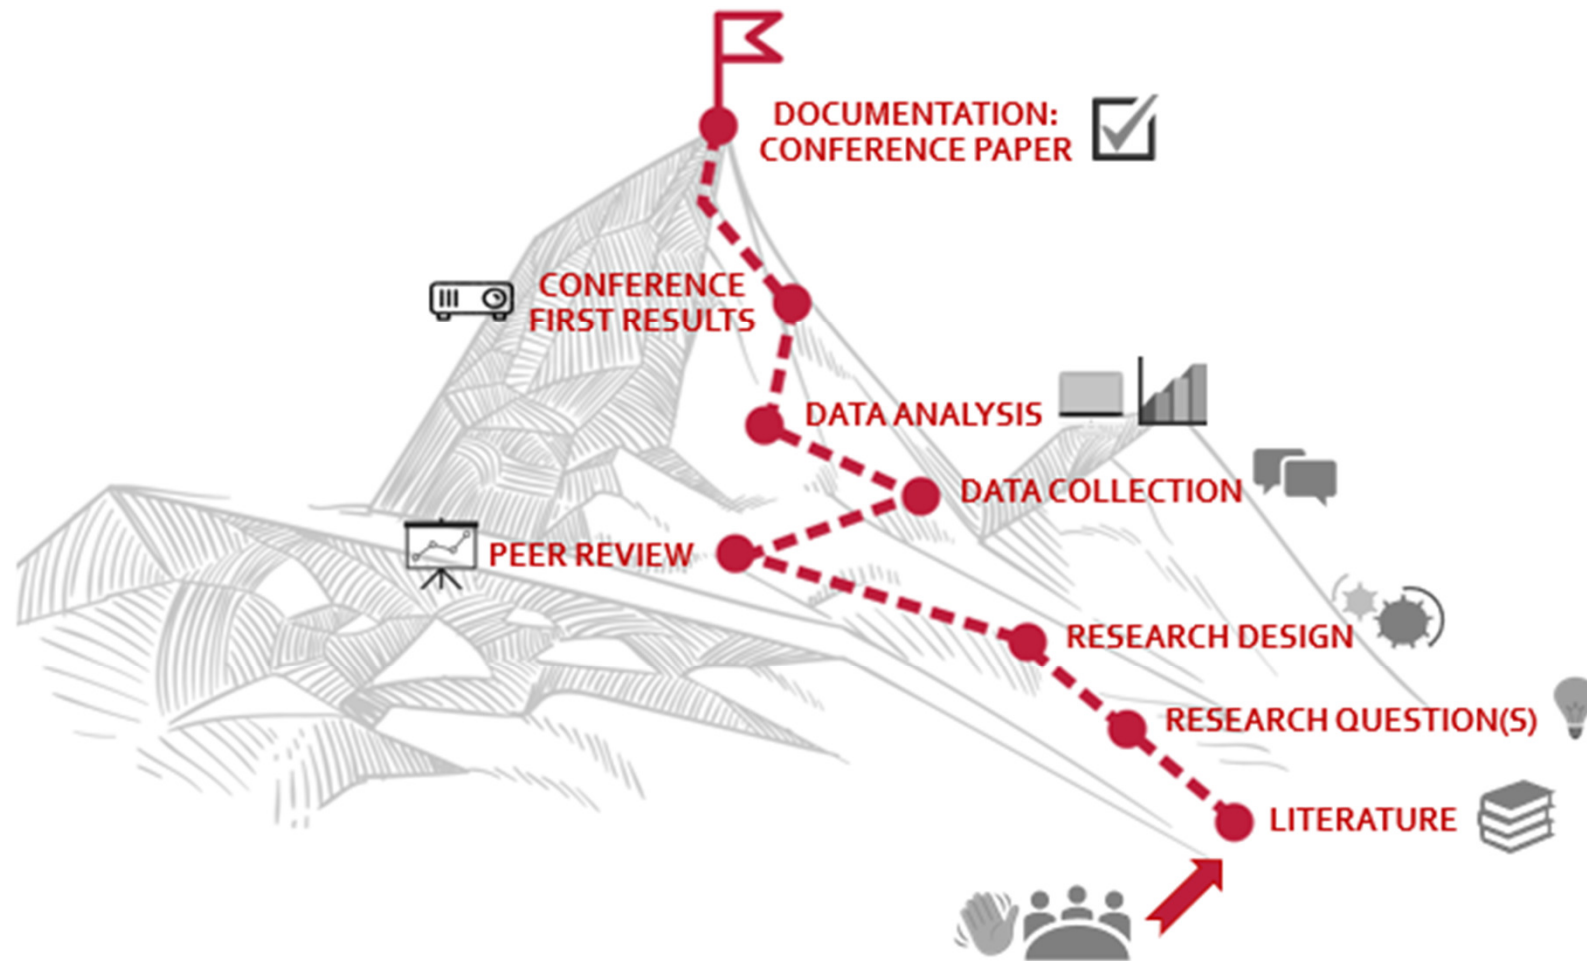 DOCUMENTATION:
CONFERENCE PAPER
CONFERENCE
FIRST RESULTS
DATA ANALYSIS
DATA COLLECTION
PEER REVIEW
RESEARCH DESIGN
RESEARCH QUESTION(S)
LITERATURE